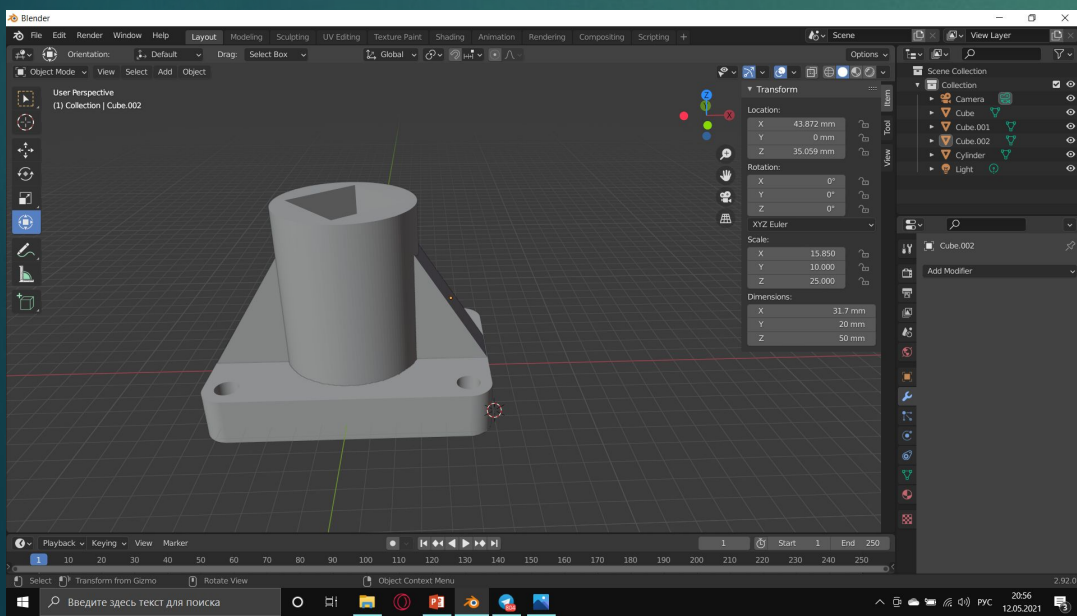 Blender
File Edit Render Window Help Layout Modeling Sculpting UV Editing Texture Paint Shading Animation Rendering Compositing Scripting + Scene View Layer
Orientation: Default Drag: Select Box Global Options
Object Mode View Select Add Object
User Perspective
(1) Collection | Cube.002
Z
X
Transform
Location:
X 43.872 mm
Y 0 mm
Z 35.059 mm
Rotation:
X 0°
Y 0°
Z 0°
XYZ Euler
Scale:
X 15.850
Y 10.000
Z 25.000
Dimensions:
X 31.7 mm
Y 20 mm
Z 50 mm
Item
Tool
View
Scene Collection
Collection
Camera
Cube
Cube.001
Cube.002
Cylinder
Light
Cube.002
Add Modifier
Playback Keying View Marker 1 Start 1 End 250
1 10 20 30 40 50 60 70 80 90 100 110 120 130 140 150 160 170 180 190 200 210 220 230 240 250
Select Transform from Gizmo Rotate View Object Context Menu 2.92.0
Введите здесь текст для поиска
РУС
20:56
12.05.2021
3